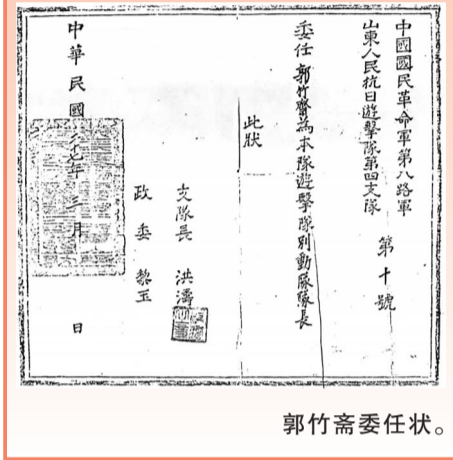 中國國民革命軍第八路軍
山東人民抗日遊擊隊第四支隊
第十號
委任郭竹齋爲本隊遊擊隊別動隊隊長
此狀
支隊長 洪濤
政委 黎玉
中華民國 七年 三月 日
郭竹斋委任状。